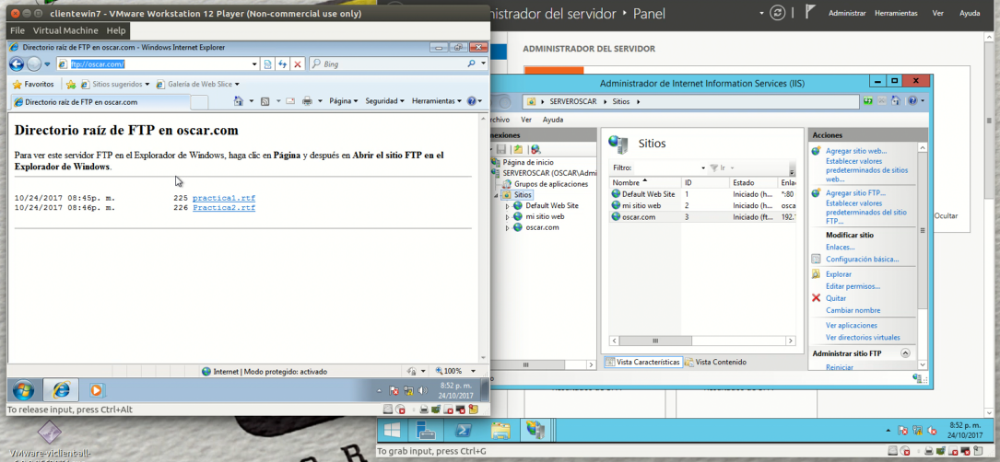 clientewin7 - VMware Workstation 12 Player (Non-commercial use only)
File Virtual Machine Help
Directorio raíz de FTP en oscar.com - Windows Internet Explorer
ftp://oscar.com/
Bing
Favoritos
Sitios sugeridos
Galería de Web Slice
Directorio raíz de FTP en oscar.com
Página
Seguridad
Herramientas
Directorio raíz de FTP en oscar.com
Para ver este servidor FTP en el Explorador de Windows, haga clic en Página y después en Abrir el sitio FTP en el
Explorador de Windows.
10/24/2017 08:45p. m. 225 practica1.rtf
10/24/2017 08:46p. m. 226 Practica2.rtf
Internet | Modo protegido: activado
100%
8:52 p. m.
24/10/2017
To release input, press Ctrl+Alt
VMware-viclient-all-
nistrador del servidor • Panel
Administrar Herramientas Ver Ayuda
ADMINISTRADOR DEL SERVIDOR
Administrador de Internet Information Services (IIS)
SERVEROSCAR
Sitios
rchivo Ver Ayuda
nexiones
Página de inicio
SERVEROSCAR (OSCAR\Admi
Grupos de aplicaciones
Sitios
Default Web Site
mi sitio web
oscar.com
Sitios
Filtro:
Ir
Nombre ID Estado Enlac
Default Web Site 1 Iniciado (h... *:80
mi sitio web 2 Iniciado (h... osca
oscar.com 3 Iniciado (ft... 192.1
Vista Características
Vista Contenido
Acciones
Agregar sitio web...
Establecer valores
predeterminados de sitios
web...
Agregar sitio FTP...
Establecer valores
predeterminados del sitio
FTP...
Modificar sitio
Enlaces...
Configuración básica...
Explorar
Editar permisos...
Quitar
Cambiar nombre
Ver aplicaciones
Ver directorios virtuales
Administrar sitio FTP
Reiniciar
Ocultar
8:52 p. m.
24/10/2017
To grab input, press Ctrl+G